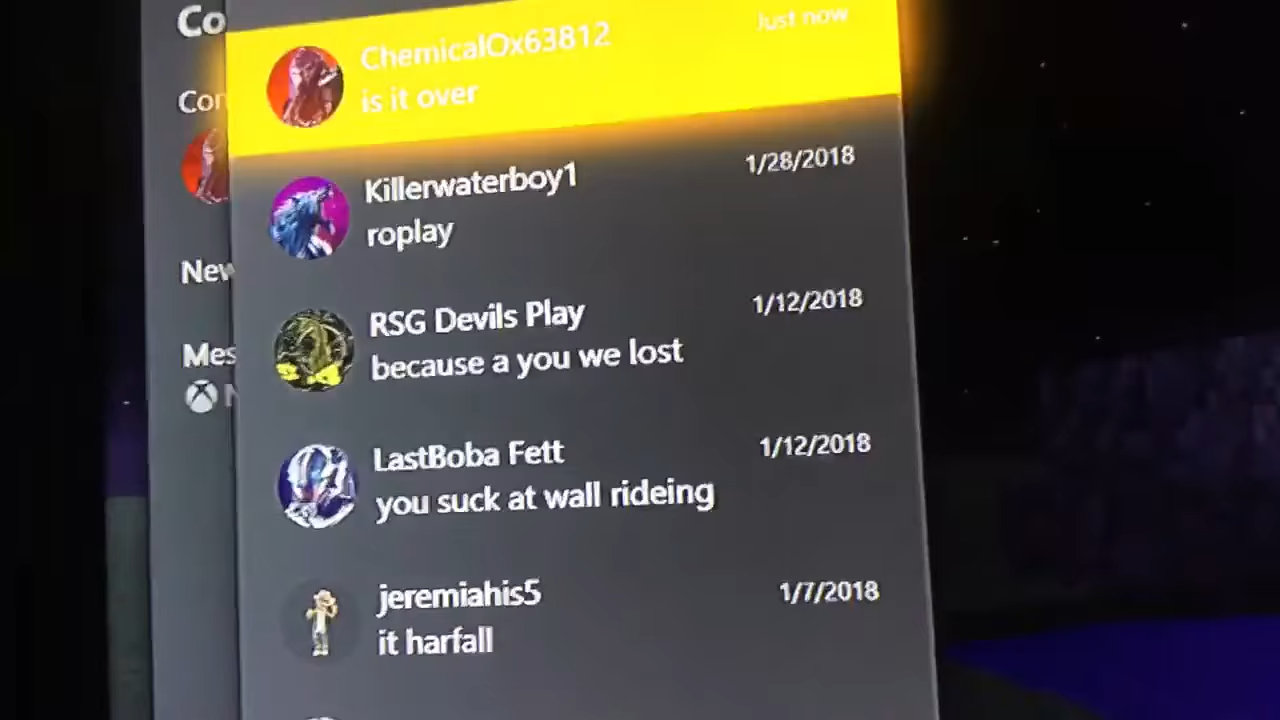 Co
Just now
ChemicalOx63812
is it over
Con
1/28/2018
Killerwaterboy1
roplay
New
1/12/2018
RSG Devils Play
because a you we lost
Mes
N
1/12/2018
LastBoba Fett
you suck at wall rideing
1/7/2018
jeremiahis5
it harfall